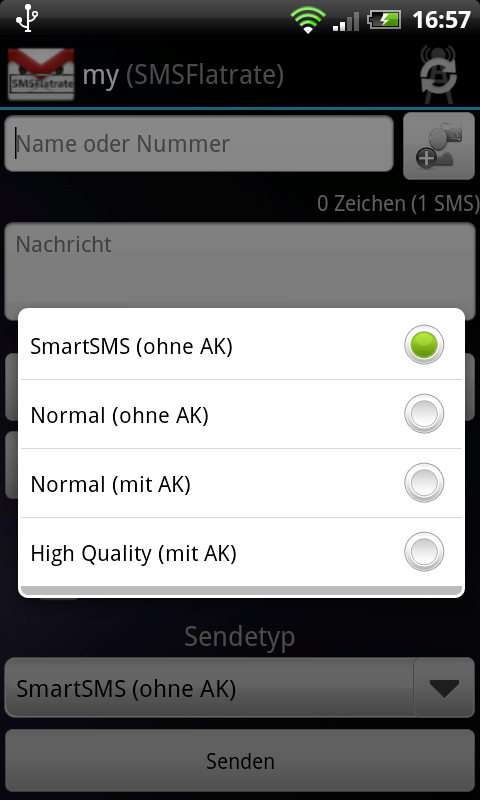 16:57
SMSFlatrate
my (SMSFlatrate)
Name oder Nummer
0 Zeichen (1 SMS)
Nachricht
SmartSMS (ohne AK)
Normal (ohne AK)
Normal (mit AK)
High Quality (mit AK)
Sendetyp
SmartSMS (ohne AK)
Senden